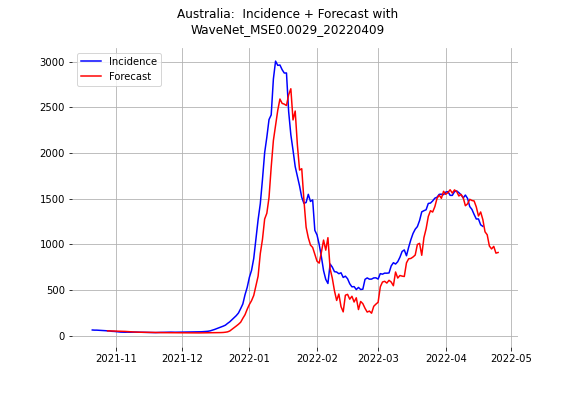 Australia:  Incidence + Forecast with
WaveNet_MSE0.0029_20220409
Incidence
Forecast
3000
2500
2000
1500
1000
500
0
2021-11 2021-12 2022-01 2022-02 2022-03 2022-04 2022-05